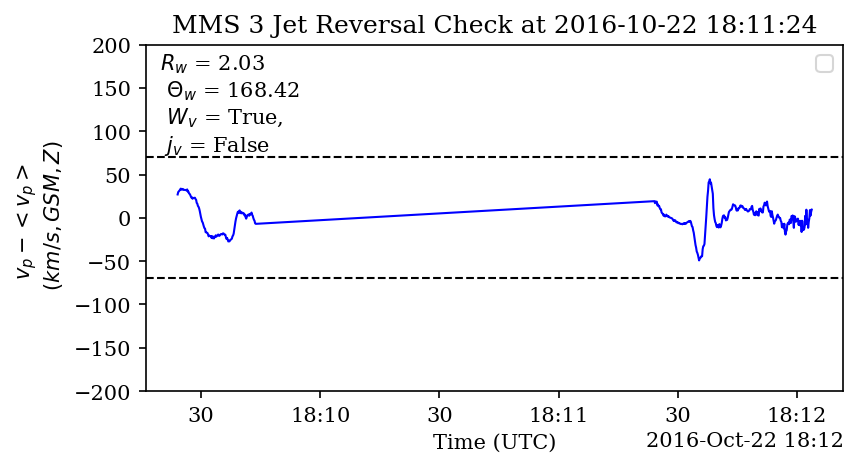 MMS 3 Jet Reversal Check at 2016-10-22 18:11:24
R_w = 2.03
Θ_w = 168.42
W_v = True,
j_v = False
200
150
100
50
0
−50
−100
−150
−200
v_p − < v_p >
(km/s, GSM, Z)
30 18:10 30 18:11 30 18:12
Time (UTC)
2016-Oct-22 18:12